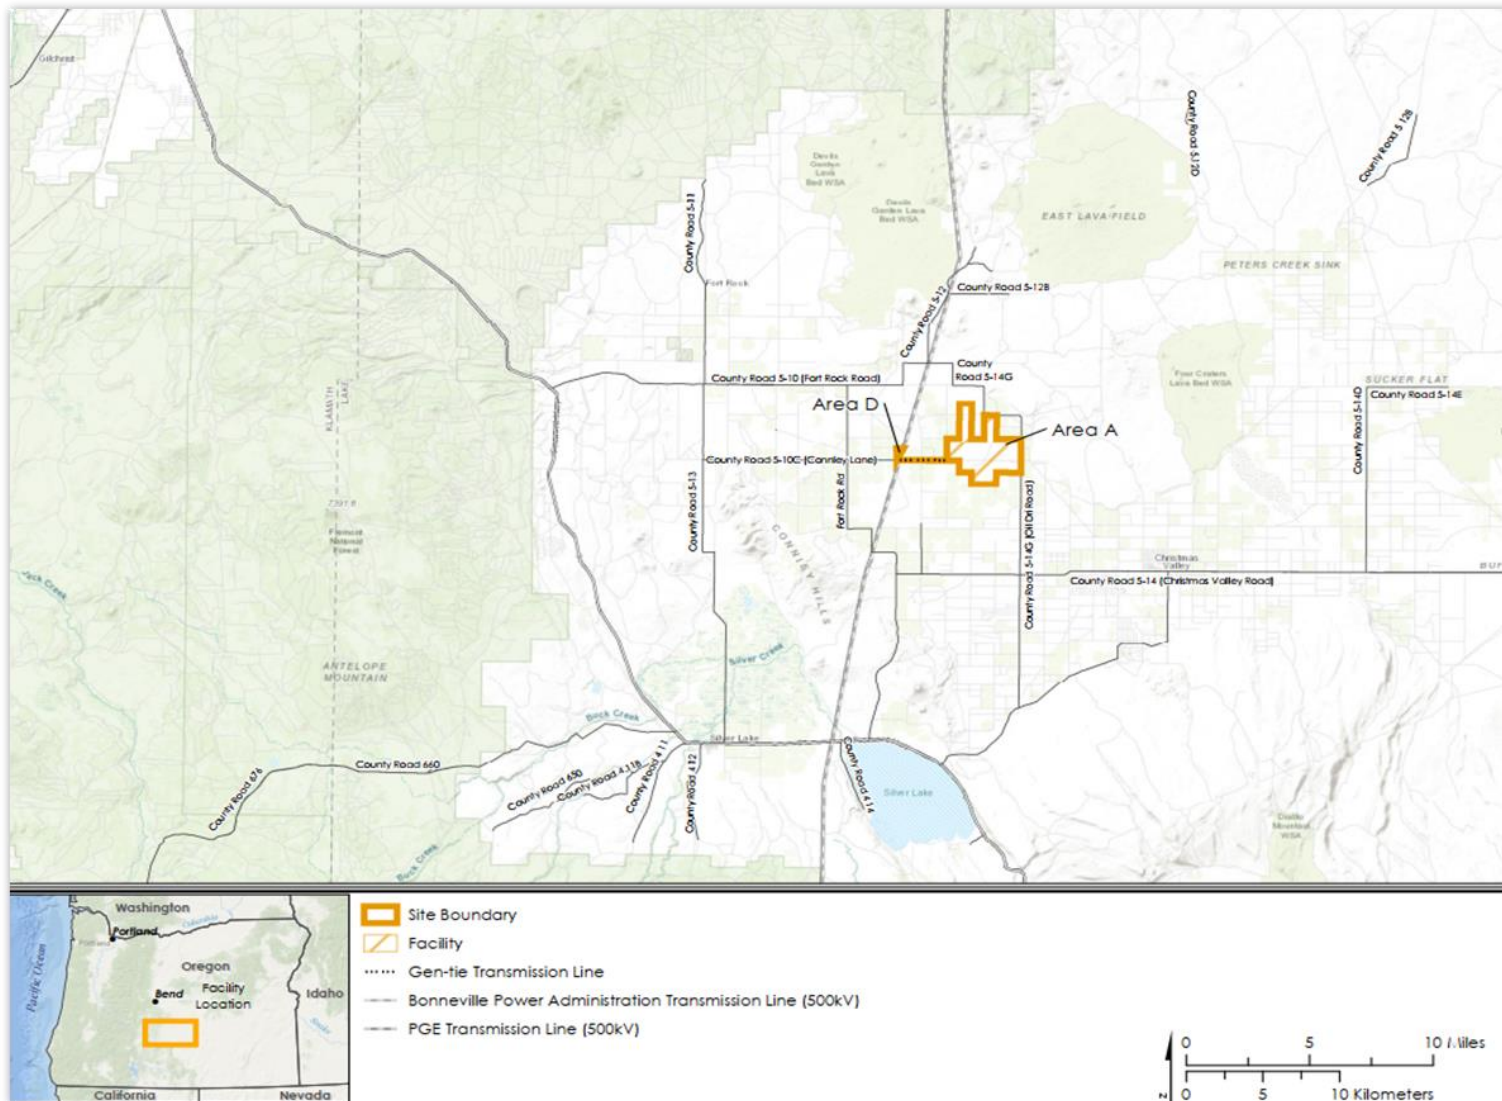 Gilchrist
County Road 5-12D
County Road 5 12B
Devils
Garden
Lava
Bed WSA
Devils
Garden Lava
Bed WSA
EAST LAVA FIELD
PETERS CREEK SINK
County Road 5-11
Fort Rock
County Road 5-12
County Road 5-12B
County
Road 5-14G
County Road 5-10 (Fort Rock Road)
Four Craters
Lava Bed WSA
SUCKER FLAT
County Road 5-14E
County Road 5-14D
KLAMATH
LAKE
Area D
Area A
County Road 5-10C (Connley Lane)
County Road 5-13
Fort Rock Rd
7391 ft
Fremont
National
Forest
CONNLEY HILLS
County Road 5-14G (Oil Dri Road)
Christmas
Valley
County Road 5-14 (Christmas Vallley Road)
Jack Creek
ANTELOPE
MOUNTAIN
Silver Creek
Buck Creek
Silver Lake
County Road 676
County Road 660
County Road 650
County Road 4-11B
County Road 4-11
County Road 4-12
County Road 4-14
Silver Lake
Diablo
Mountain
WSA
Buck Creek
Washington
Portland
Portland
Columbia
Pacific Ocean
Oregon
Bend
Facility
Location
Idaho
Snake
California
Nevada
Site Boundary
Facility
Gen-tie Transmission Line
Bonneville Power Administration Transmission Line (500kV)
PGE Transmission Line (500kV)
N
0 5 10 Miles
0 5 10 Kilometers